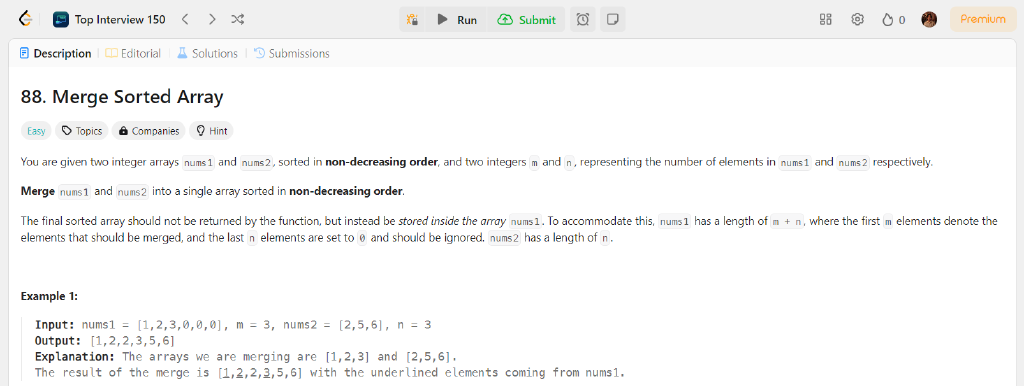 Top Interview 150 Run Submit 0 Premium
Description Editorial Solutions Submissions
88. Merge Sorted Array
Easy Topics Companies Hint
You are given two integer arrays nums1 and nums2, sorted in non-decreasing order, and two integers m and n, representing the number of elements in nums1 and nums2 respectively.
Merge nums1 and nums2 into a single array sorted in non-decreasing order.
The final sorted array should not be returned by the function, but instead be stored inside the array nums1. To accommodate this, nums1 has a length of m + n, where the first m elements denote the
elements that should be merged, and the last n elements are set to 0 and should be ignored. nums2 has a length of n.
Example 1:
Input: nums1 = [1,2,3,0,0,0], m = 3, nums2 = [2,5,6], n = 3
Output: [1,2,2,3,5,6]
Explanation: The arrays we are merging are [1,2,3] and [2,5,6].
The result of the merge is [1,2,2,3,5,6] with the underlined elements coming from nums1.